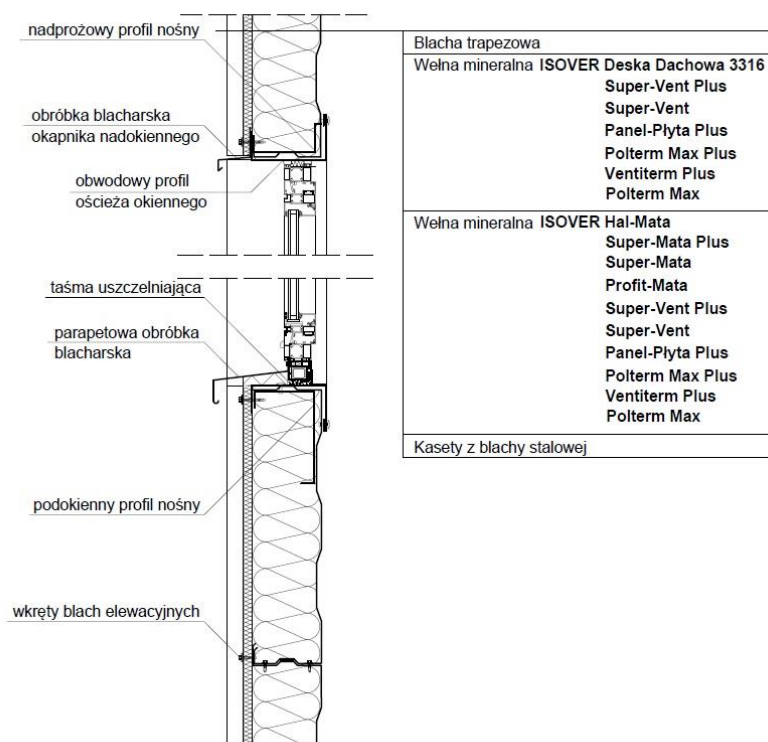 nadprożowy profil nośny
obróbka blacharska
okapnika nadokiennego
obwodowy profil
ościeża okiennego
taśma uszczelniająca
parapetowa obróbka
blacharska
podokienny profil nośny
wkręty blach elewacyjnych
Blacha trapezowa
Wełna mineralna ISOVER Deska Dachowa 3316
Super-Vent Plus
Super-Vent
Panel-Płyta Plus
Polterm Max Plus
Ventiterm Plus
Polterm Max
Wełna mineralna ISOVER Hal-Mata
Super-Mata Plus
Super-Mata
Profit-Mata
Super-Vent Plus
Super-Vent
Panel-Płyta Plus
Polterm Max Plus
Ventiterm Plus
Polterm Max
Kasety z blachy stalowej